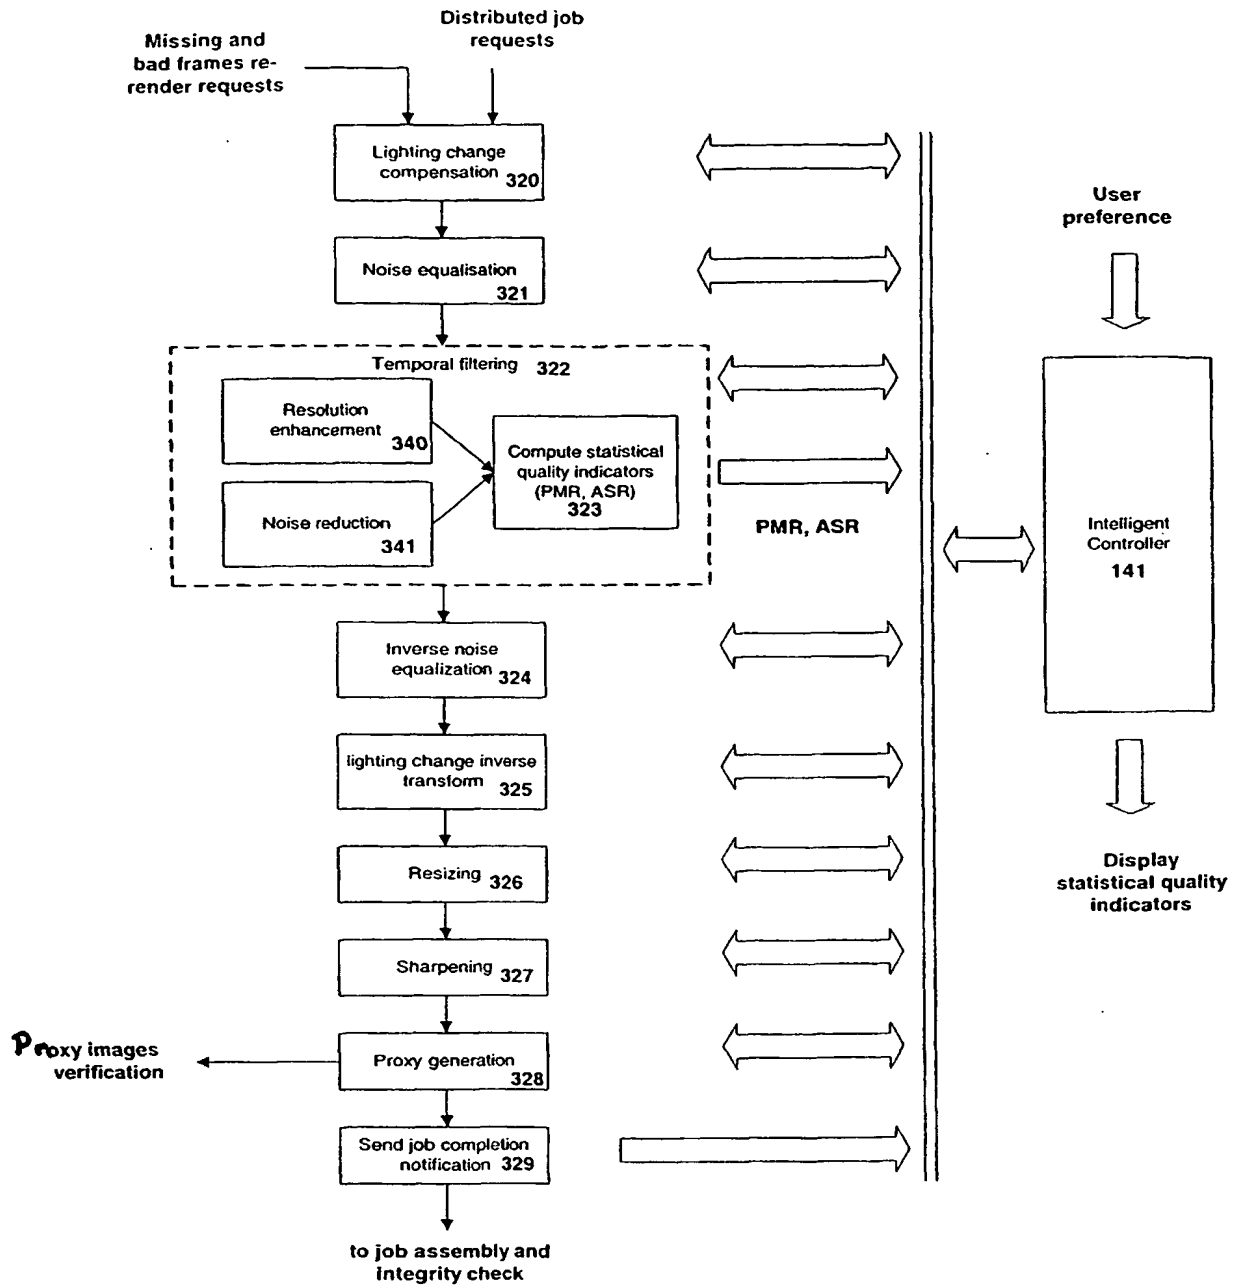 Distributed job
requests
Missing and
bad frames re-
render requests
Lighting change
compensation 320
Noise equalisation
321
Temporal filtering 322
Resolution
enhancement 340
Noise reduction
341
Compute statistical
quality indicators
(PMR, ASR)
323
PMR, ASR
User
preference
Intelligent
Controller
141
Display
statistical quality
indicators
Inverse noise
equalization 324
lighting change inverse
transform 325
Resizing 326
Sharpening 327
Proxy generation
328
Proxy images
verification
Send job completion
notification 329
to job assembly and
integrity check